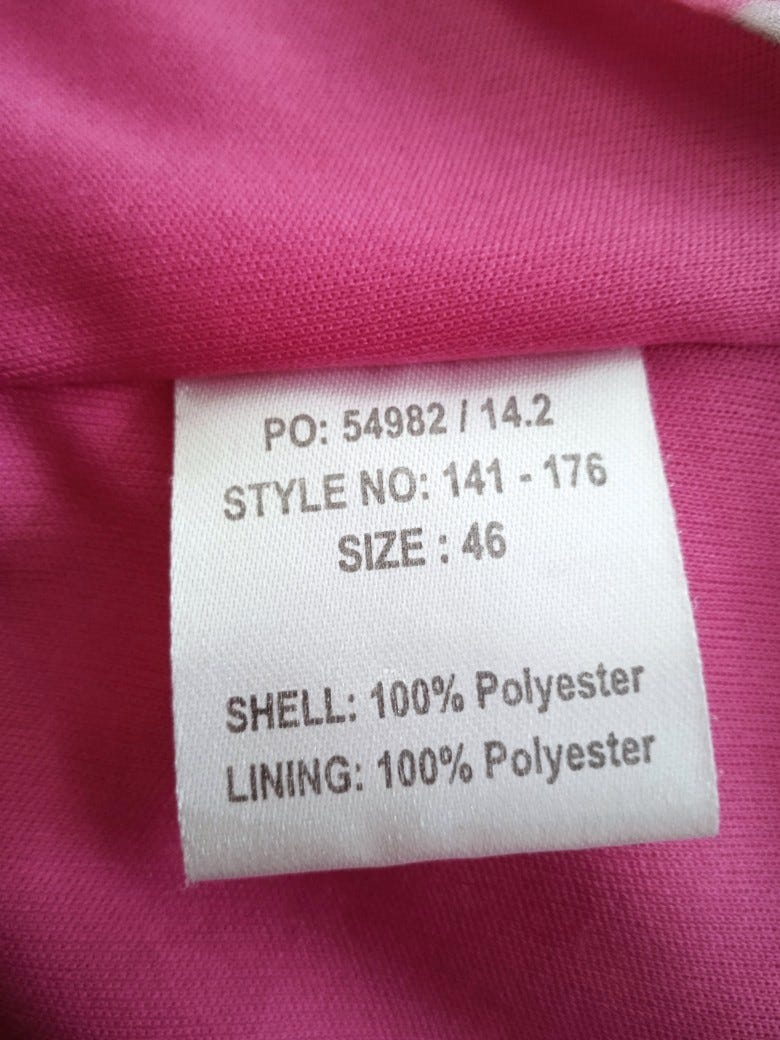 PO: 54982 / 14.2
STYLE NO: 141 - 176
SIZE : 46
SHELL: 100% Polyester
LINING: 100% Polyester